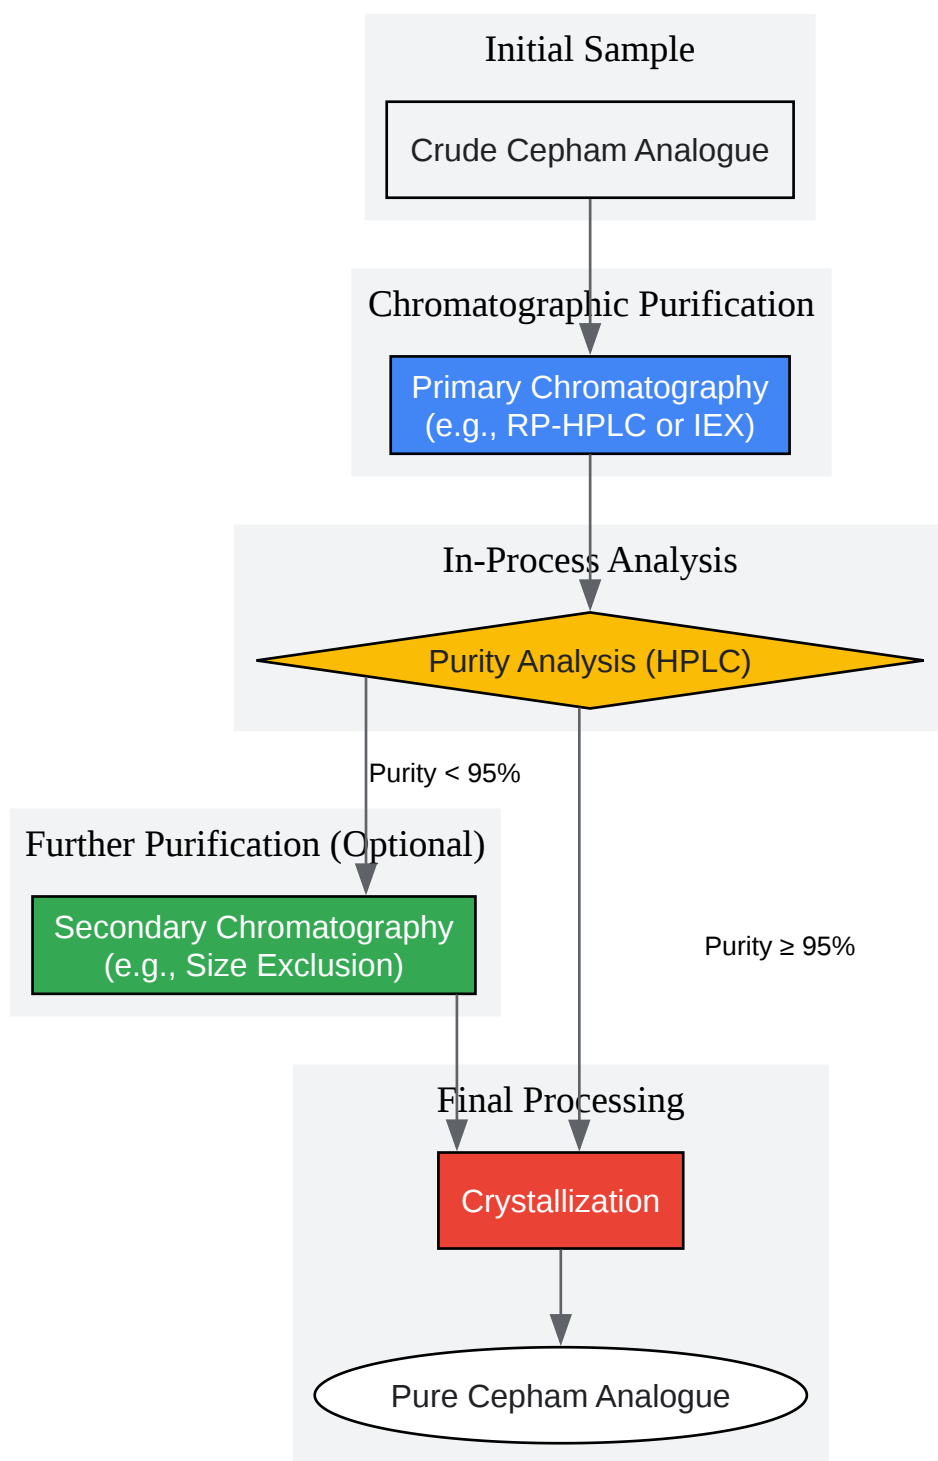 Initial Sample
Crude Cepham Analogue
Chromatographic Purification
Primary Chromatography
(e.g., RP-HPLC or IEX)
In-Process Analysis
Purity Analysis (HPLC)
Purity < 95%
Further Purification (Optional)
Secondary Chromatography
(e.g., Size Exclusion)
Purity ≥ 95%
Final Processing
Crystallization
Pure Cepham Analogue